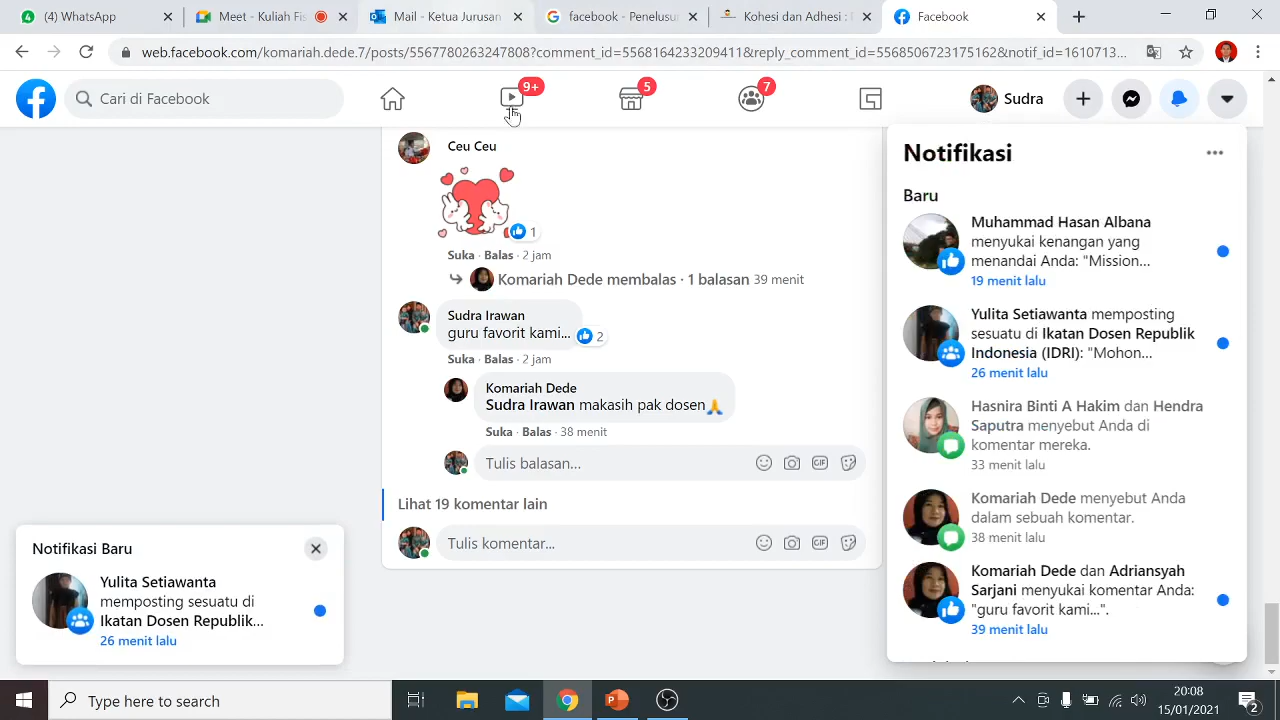 (4) WhatsApp
Meet - Kuliah Fis
Mail - Ketua Jurusan
facebook - Penelusu
Kohesi dan Adhesi :
Facebook
web.facebook.com/komariah.dede.7/posts/5567780263247808?comment_id=5568164233209411&reply_comment_id=5568506723175162&notif_id=1610713...
Cari di Facebook
9+
5
7
Sudra
Ceu Ceu
1
Suka · Balas · 2 jam
Komariah Dede membalas · 1 balasan 39 menit
Sudra Irawan
guru favorit kami...
2
Suka · Balas · 2 jam
Komariah Dede
Sudra Irawan makasih pak dosen🙏
Suka · Balas · 38 menit
Tulis balasan...
GIF
Lihat 19 komentar lain
Tulis komentar...
GIF
Notifikasi
Baru
Muhammad Hasan Albana
menyukai kenangan yang
menandai Anda: "Mission...
19 menit lalu
Yulita Setiawanta memposting
sesuatu di Ikatan Dosen Republik
Indonesia (IDRI): "Mohon...
26 menit lalu
Hasnira Binti A Hakim dan Hendra
Saputra menyebut Anda di
komentar mereka.
33 menit lalu
Komariah Dede menyebut Anda
dalam sebuah komentar.
38 menit lalu
Komariah Dede dan Adriansyah
Sarjani menyukai komentar Anda:
"guru favorit kami...".
39 menit lalu
Notifikasi Baru
Yulita Setiawanta
memposting sesuatu di
Ikatan Dosen Republik...
26 menit lalu
Type here to search
20:08
15/01/2021
2